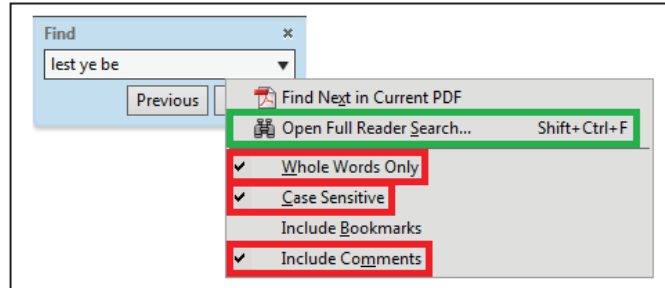 Find
lest ye be
Previous
Find Next in Current PDF
Open Full Reader Search... Shift+Ctrl+F
Whole Words Only
Case Sensitive
Include Bookmarks
Include Comments